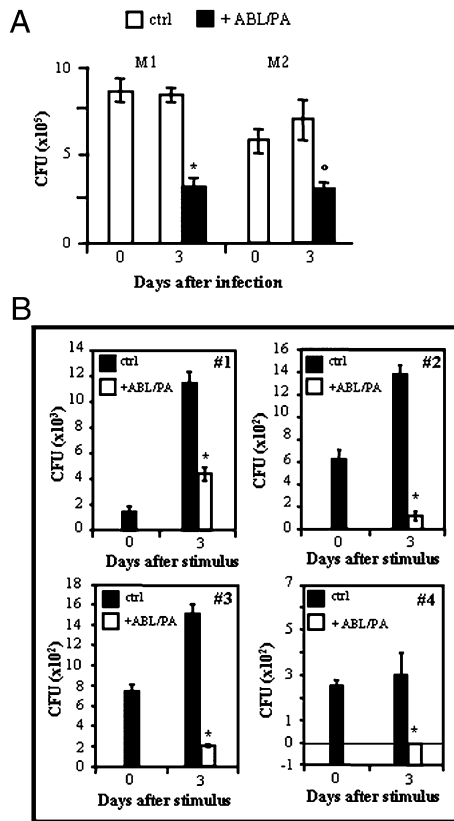 A
ctrl + ABL/PA
M1 M2
10
5
0
CFU (x10⁵)
*
°
0 3 0 3
Days after infection
B
14
12
10
8
6
4
2
0
CFU (x10³)
ctrl
+ABL/PA
#1
*
0 3
Days after stimulus
16
14
12
10
8
6
4
2
0
CFU (x10²)
ctrl
+ABL/PA
#2
*
0 3
Days after stimulus
18
16
14
12
10
8
6
4
2
0
CFU (x10²)
ctrl
+ABL/PA
#3
*
0 3
Days after stimulus
7
5
3
2
0
-1
CFU (x10²)
ctrl
+ ABL/PA
#4
*
0 3
Days after stimulus